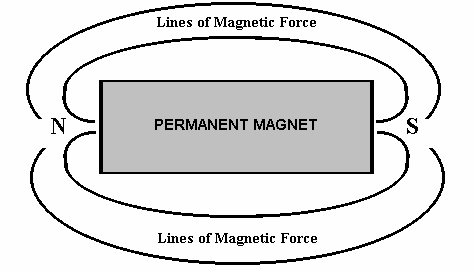 Lines of Magnetic Force
N
PERMANENT MAGNET
S
Lines of Magnetic Force